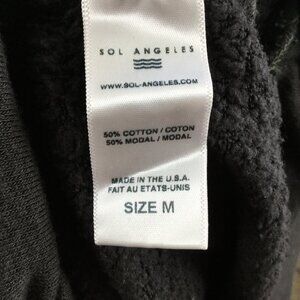 SOL ANGELES
WWW.SOL-ANGELES.COM
50% COTTON / COTON
50% MODAL / MODAL
MADE IN THE U.S.A.
FAIT AU ETATS-UNIS
SIZE M